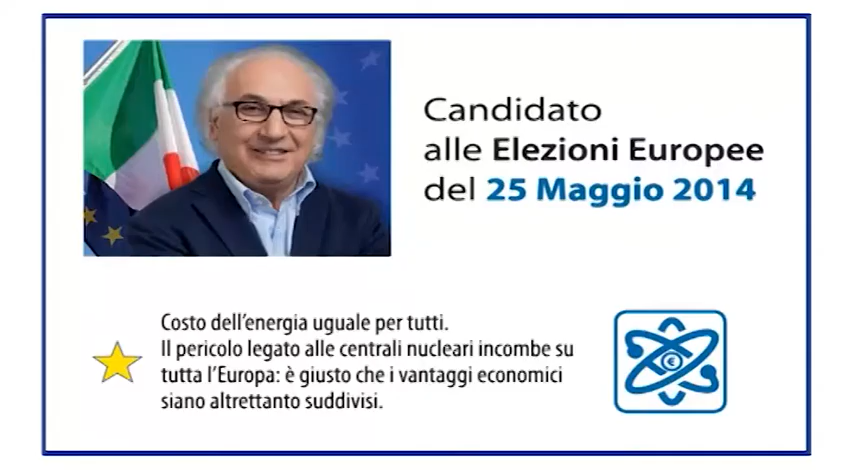 Candidato
alle Elezioni Europee
del 25 Maggio 2014
Costo dell'energia uguale per tutti.
Il pericolo legato alle centrali nucleari incombe su
tutta l'Europa: è giusto che i vantaggi economici
siano altrettanto suddivisi.
€